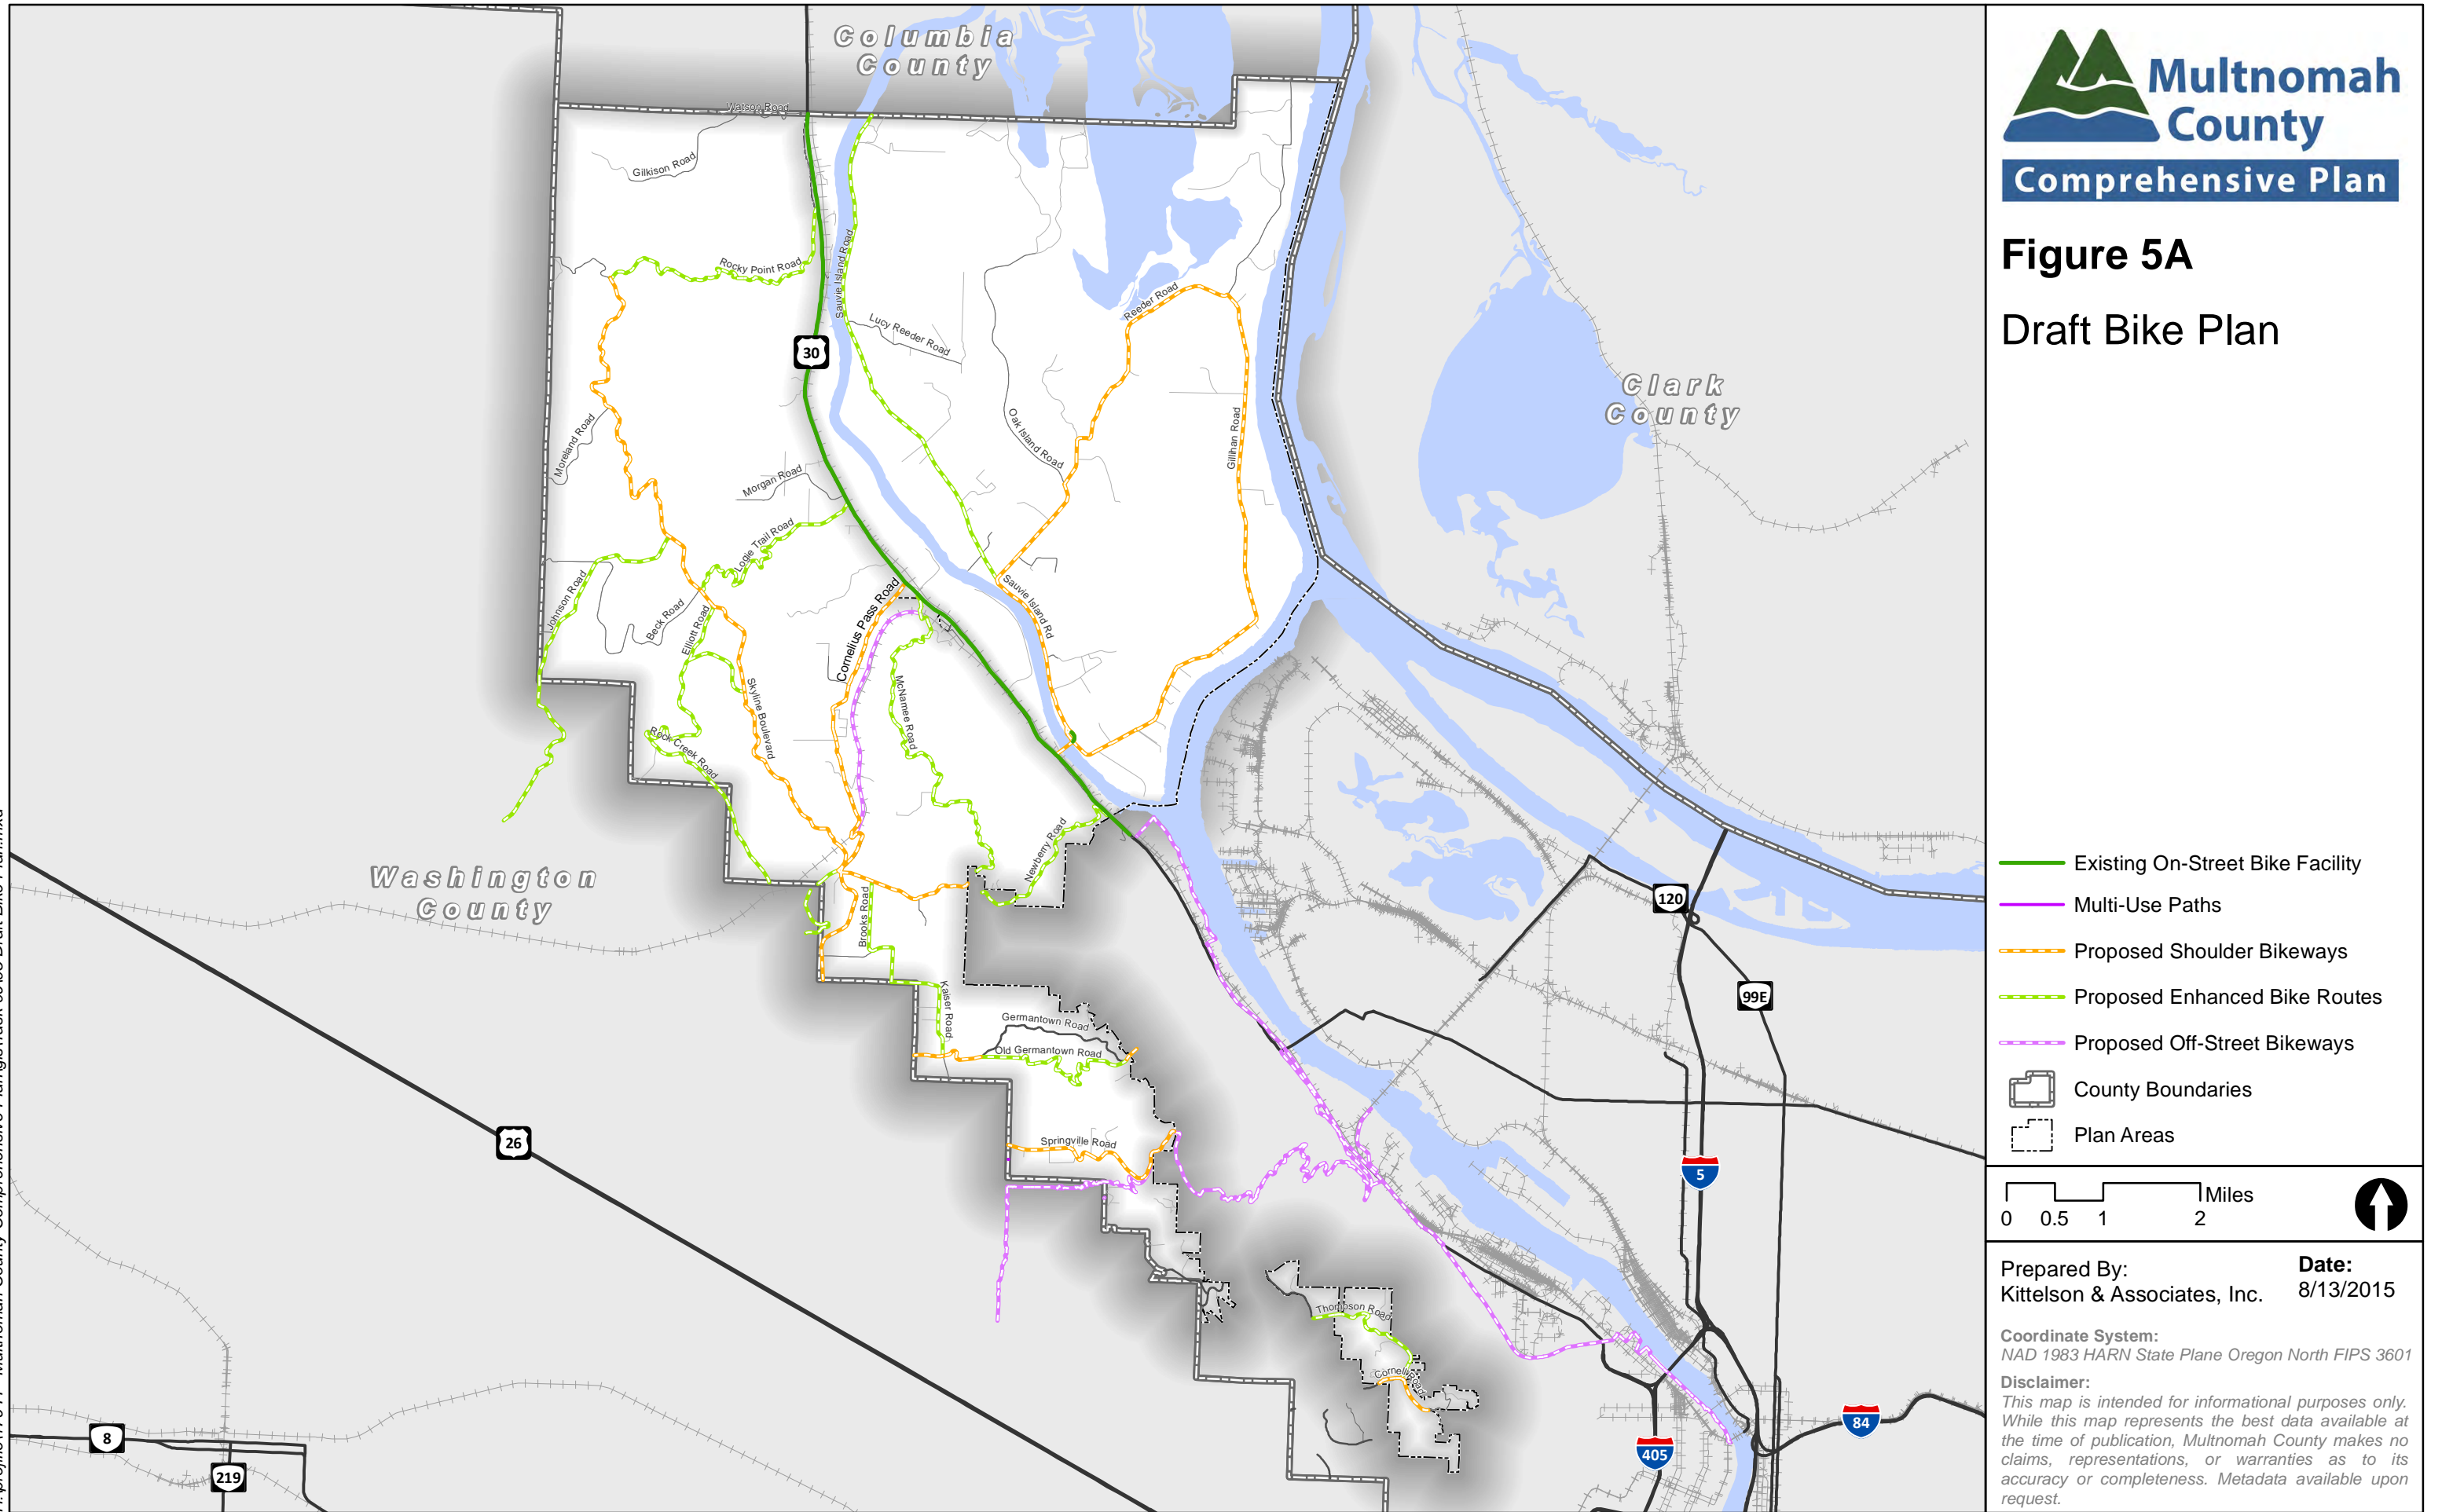 Columbia
County
Watson Road
Gilkison Road
Rocky Point Road
Sauvie Island Road
Reeder Road
Lucy Reeder Road
30
Clark
County
Oak Island Road
Gillihan Road
Moreland Road
Morgan Road
Logie Trail Road
Johnson Road
Beck Road
Elliott Road
Cornelius Pass Road
Sauvie Island Rd
Skyline Boulevard
McNamee Road
Rock Creek Road
Newberry Road
Washington
County
Brooks Road
120
99E
Kaiser Road
Germantown Road
Old Germantown Road
26
Springville Road
5
Thompson Road
Cornell Road
8
219
405
84
Multnomah
County
Comprehensive Plan
Figure 5A
Draft Bike Plan
Existing On-Street Bike Facility
Multi-Use Paths
Proposed Shoulder Bikeways
Proposed Enhanced Bike Routes
Proposed Off-Street Bikeways
County Boundaries
Plan Areas
Miles
0 0.5 1 2
Prepared By:
Kittelson & Associates, Inc.
Date:
8/13/2015
Coordinate System:
NAD 1983 HARN State Plane Oregon North FIPS 3601
Disclaimer:
This map is intended for informational purposes only.
While this map represents the best data available at
the time of publication, Multnomah County makes no
claims, representations, or warranties as to its
accuracy or completeness. Metadata available upon
request.